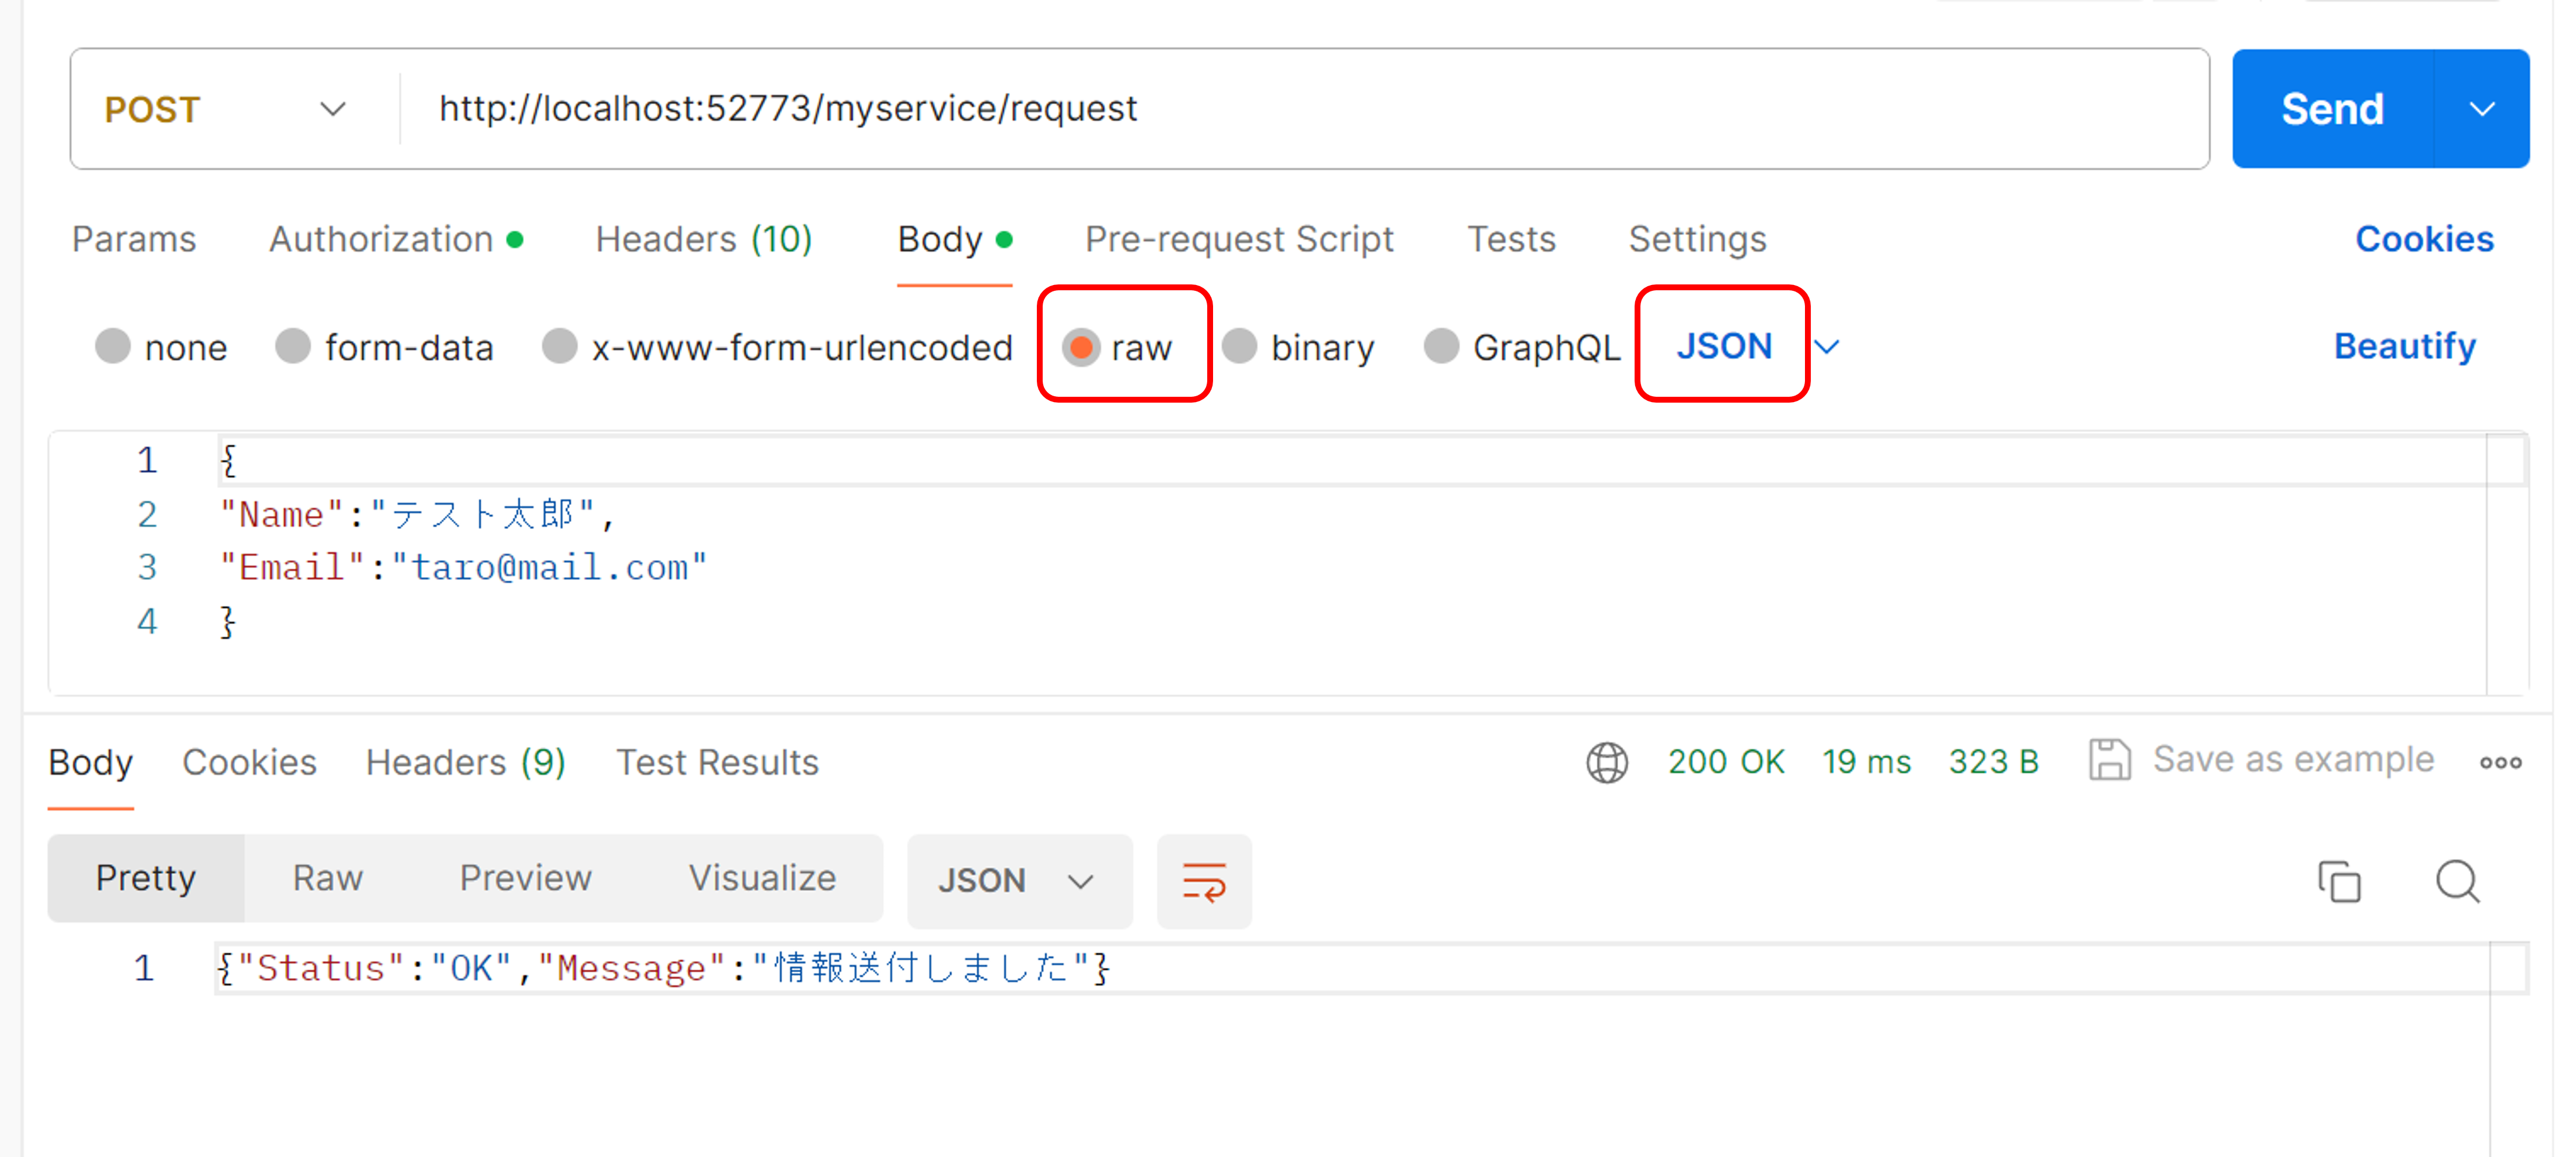 POST http://localhost:52773/myservice/request Send
Params Authorization Headers (10) Body Pre-request Script Tests Settings Cookies
none form-data x-www-form-urlencoded raw binary GraphQL JSON Beautify
1 {
2 "Name":"テスト太郎",
3 "Email":"taro@mail.com"
4 }
Body Cookies Headers (9) Test Results 200 OK 19 ms 323 B Save as example
Pretty Raw Preview Visualize JSON
1 {"Status":"OK","Message":"情報送付しました"}